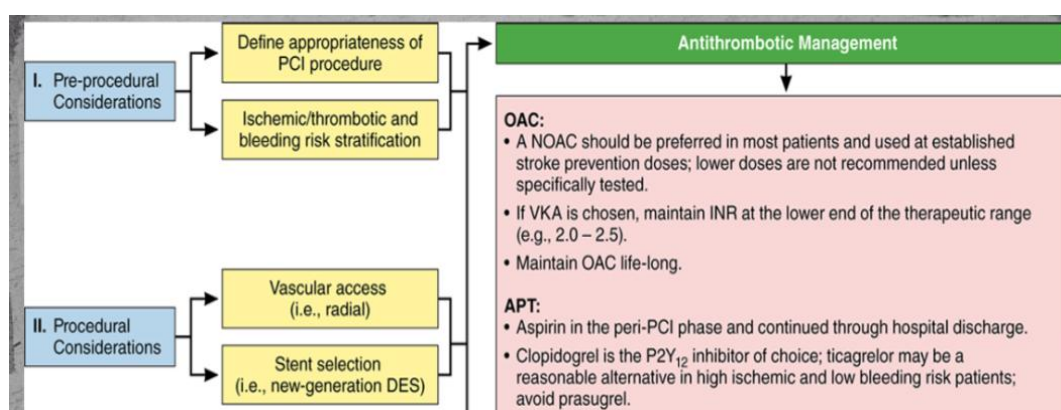 I. Pre-procedural
Considerations
Define appropriateness of
PCI procedure
Ischemic/thrombotic and
bleeding risk stratification
II. Procedural
Considerations
Vascular access
(i.e., radial)
Stent selection
(i.e., new-generation DES)
Antithrombotic Management
OAC:
• A NOAC should be preferred in most patients and used at established
stroke prevention doses; lower doses are not recommended unless
specifically tested.
• If VKA is chosen, maintain INR at the lower end of the therapeutic range
(e.g., 2.0 – 2.5).
• Maintain OAC life-long.
APT:
• Aspirin in the peri-PCI phase and continued through hospital discharge.
• Clopidogrel is the P2Y₁₂ inhibitor of choice; ticagrelor may be a
reasonable alternative in high ischemic and low bleeding risk patients;
avoid prasugrel.